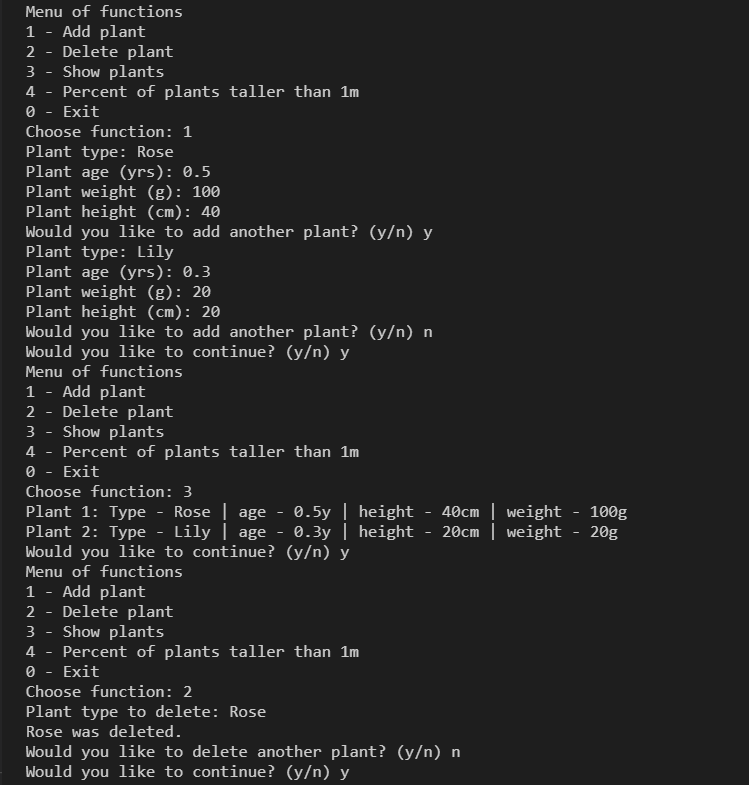 Menu of functions
1 - Add plant
2 - Delete plant
3 - Show plants
4 - Percent of plants taller than 1m
0 - Exit
Choose function: 1
Plant type: Rose
Plant age (yrs): 0.5
Plant weight (g): 100
Plant height (cm): 40
Would you like to add another plant? (y/n) y
Plant type: Lily
Plant age (yrs): 0.3
Plant weight (g): 20
Plant height (cm): 20
Would you like to add another plant? (y/n) n
Would you like to continue? (y/n) y
Menu of functions
1 - Add plant
2 - Delete plant
3 - Show plants
4 - Percent of plants taller than 1m
0 - Exit
Choose function: 3
Plant 1: Type - Rose | age - 0.5y | height - 40cm | weight - 100g
Plant 2: Type - Lily | age - 0.3y | height - 20cm | weight - 20g
Would you like to continue? (y/n) y
Menu of functions
1 - Add plant
2 - Delete plant
3 - Show plants
4 - Percent of plants taller than 1m
0 - Exit
Choose function: 2
Plant type to delete: Rose
Rose was deleted.
Would you like to delete another plant? (y/n) n
Would you like to continue? (y/n) y